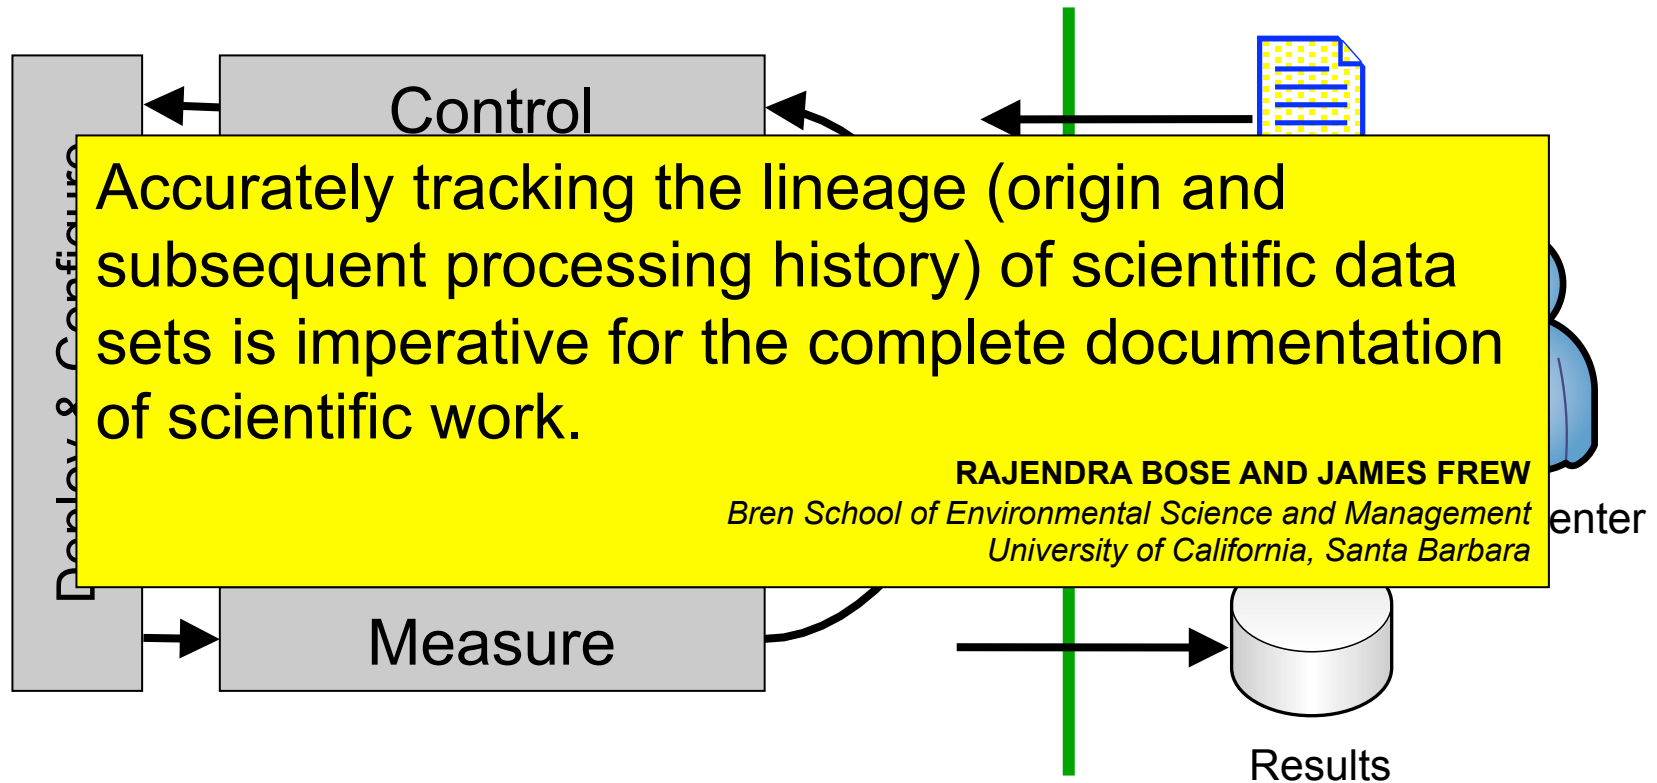 Control
Deploy & Configure
Accurately tracking the lineage (origin and
subsequent processing history) of scientific data
sets is imperative for the complete documentation
of scientific work.
RAJENDRA BOSE AND JAMES FREW
Bren School of Environmental Science and Management
University of California, Santa Barbara
enter
Measure
Results